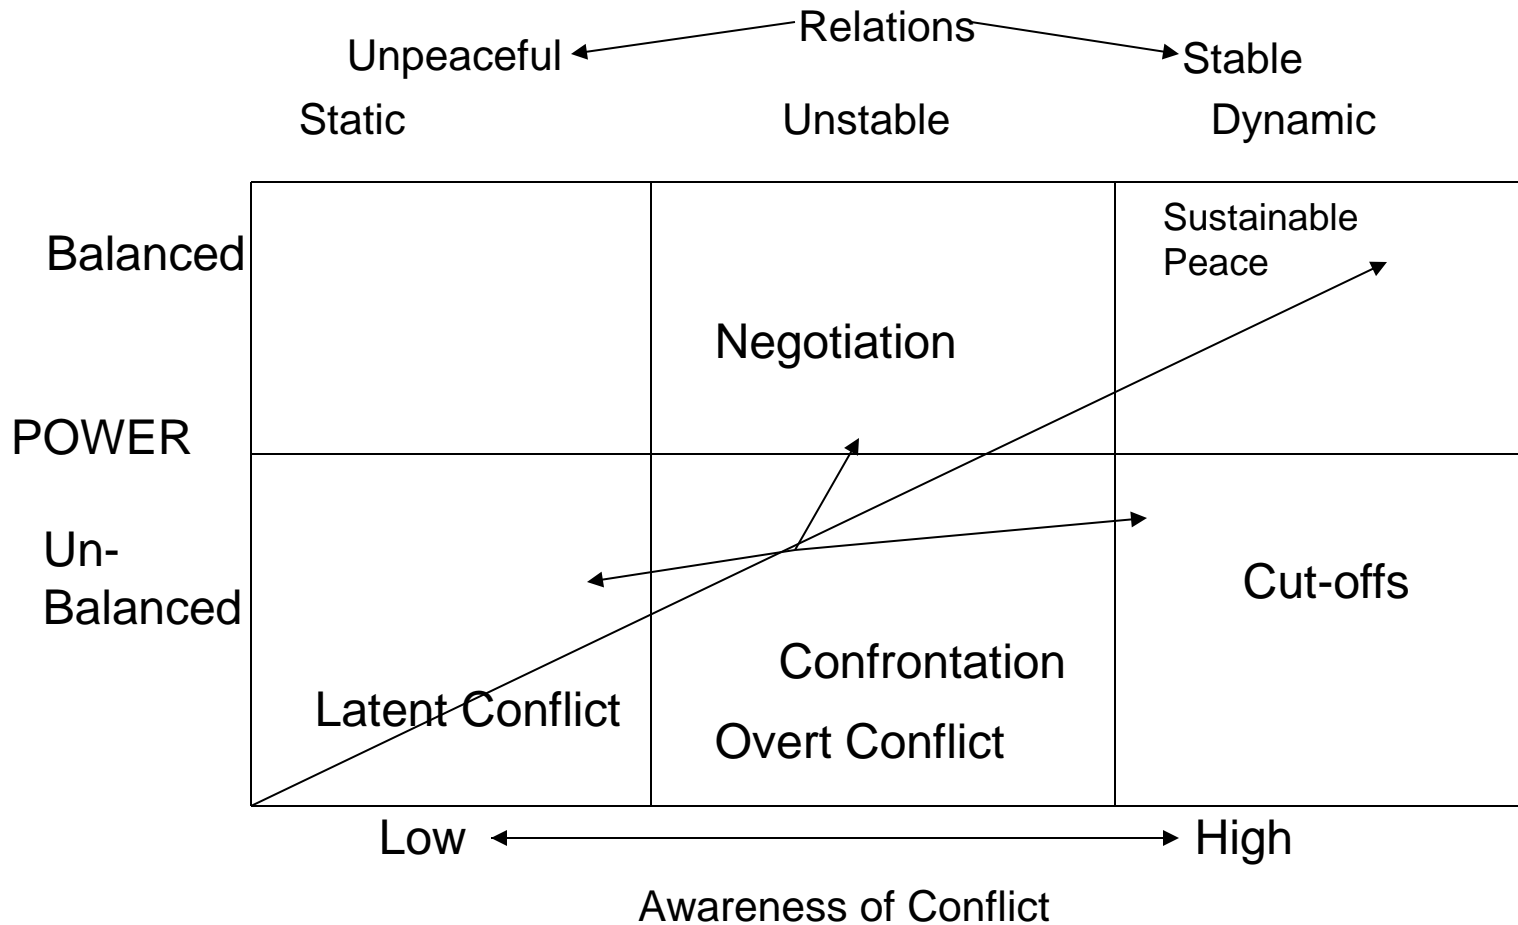 Relations
Unpeaceful
Stable
Static
Unstable
Dynamic
Sustainable
Peace
Balanced
Negotiation
POWER
Un-
Balanced
Cut-offs
Confrontation
Latent Conflict
Overt Conflict
Low
High
Awareness of Conflict